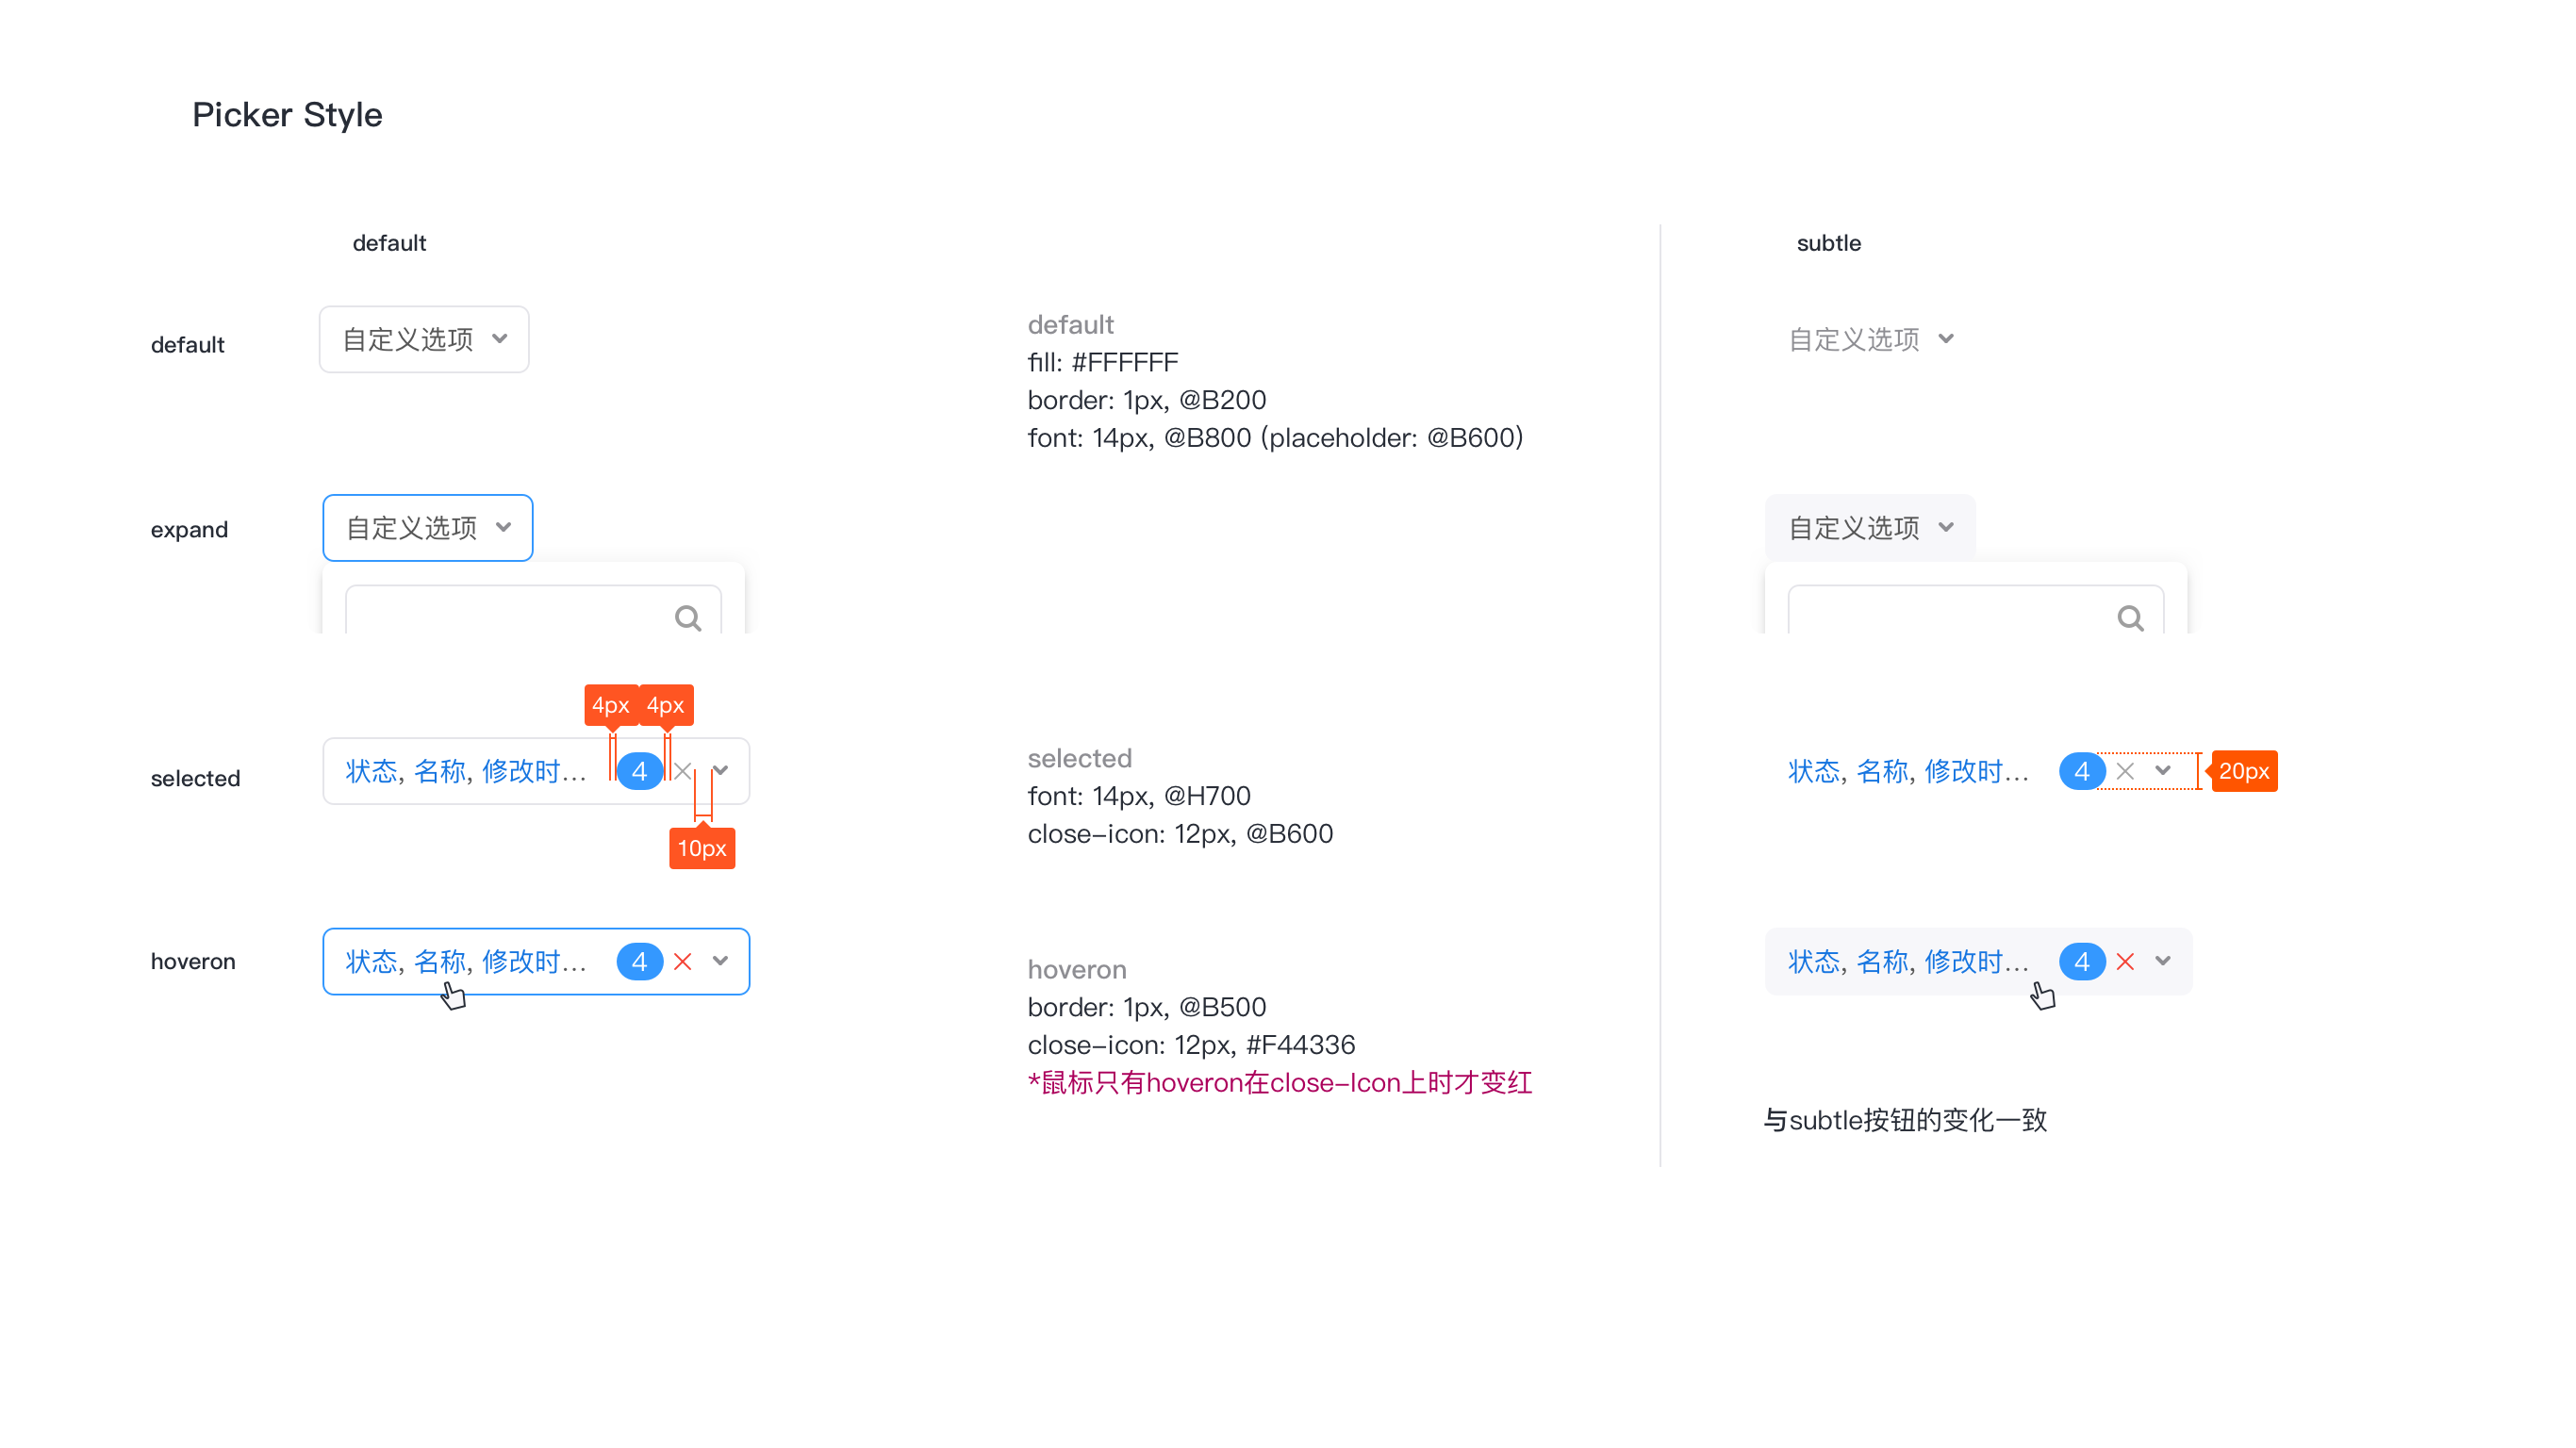 Picker Style
default
subtle
default
自定义选项
default
fill: #FFFFFF
border: 1px, @B200
font: 14px, @B800 (placeholder: @B600)
自定义选项
expand
自定义选项
自定义选项
4px 4px
selected
状态, 名称, 修改时... 4
10px
selected
font: 14px, @H700
close-icon: 12px, @B600
状态, 名称, 修改时... 4
20px
hoveron
状态, 名称, 修改时... 4
hoveron
border: 1px, @B500
close-icon: 12px, #F44336
*鼠标只有hoveron在close-Icon上时才变红
状态, 名称, 修改时... 4
与subtle按钮的变化一致